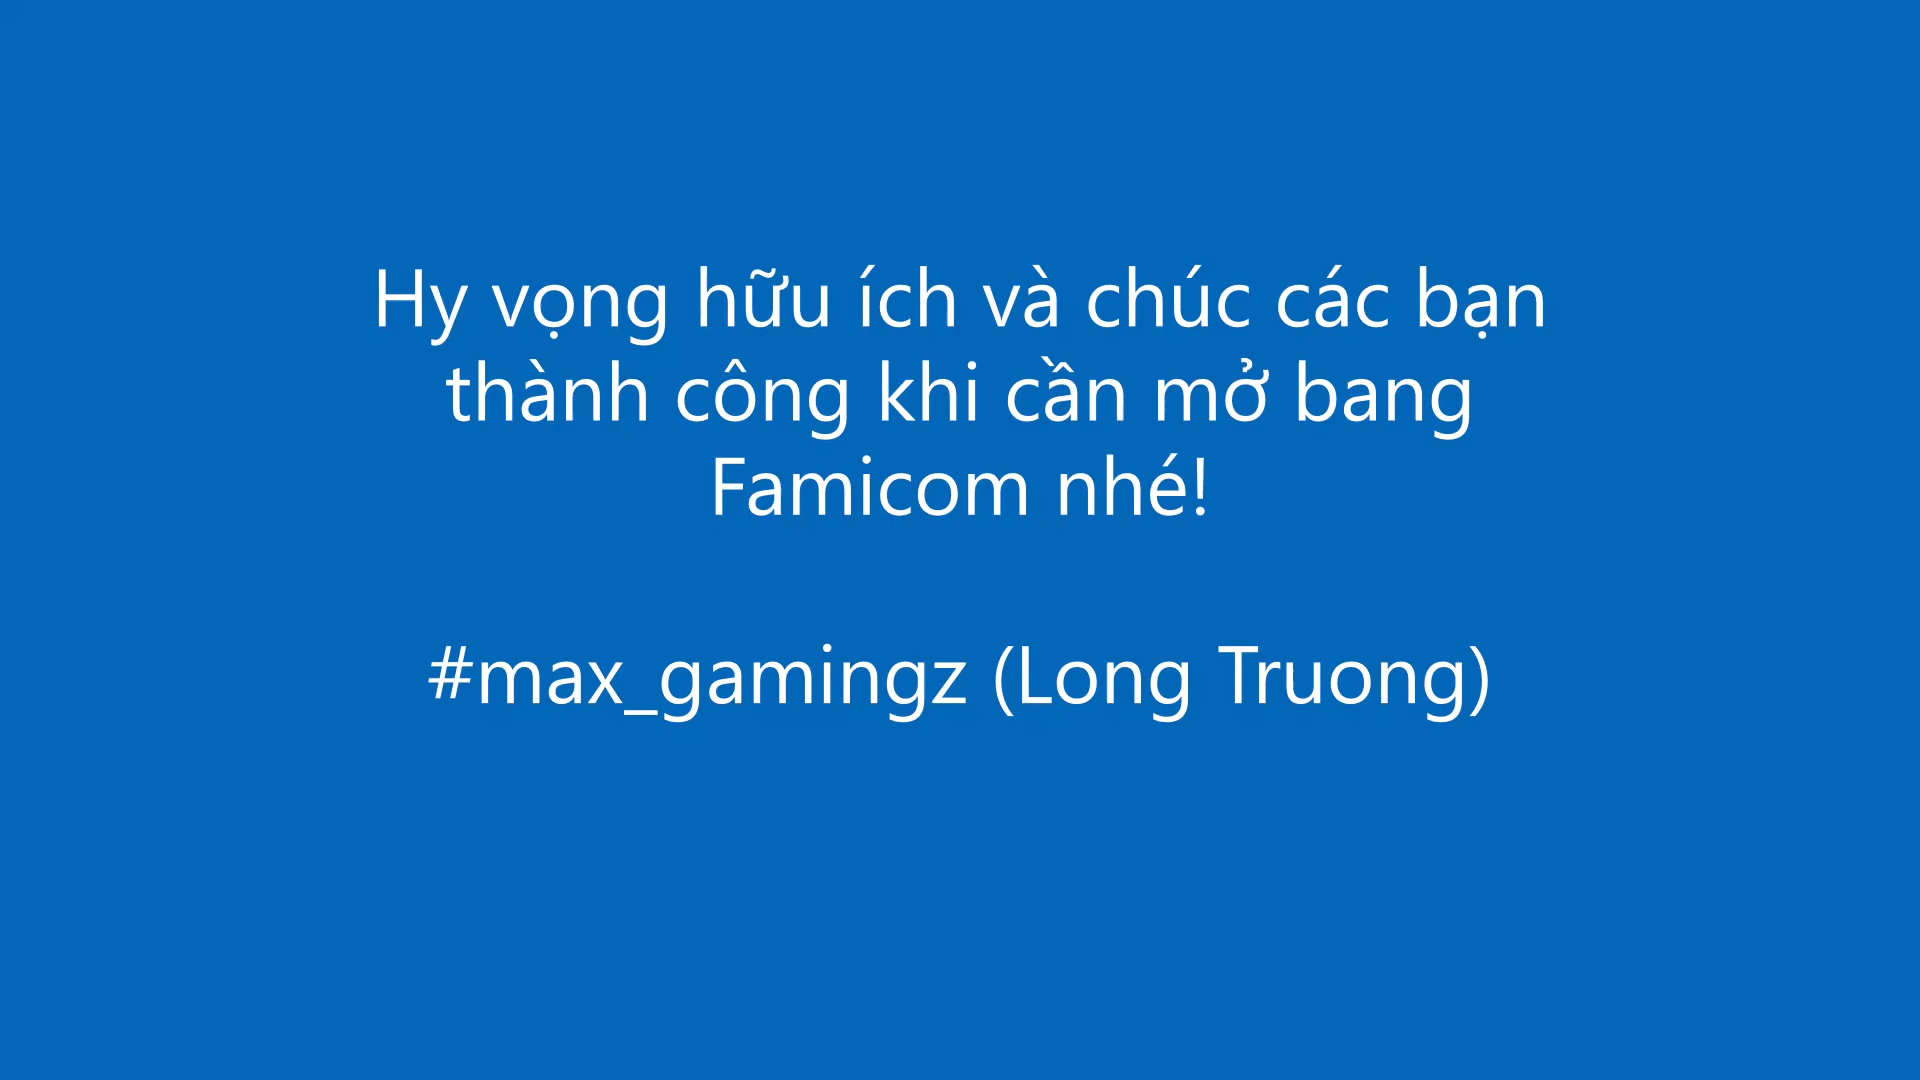 Hy vọng hữu ích và chúc các bạn
thành công khi cần mở bang
Famicom nhé!
#max_gamingz (Long Truong)